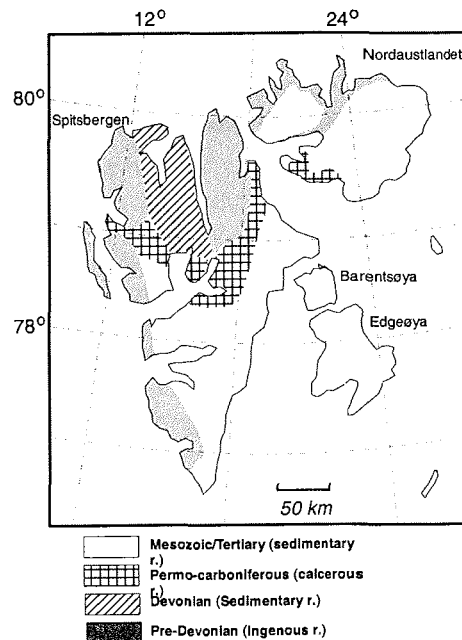 12° 24°
Nordaustlandet
80°
Spitsbergen
Barentsøya
78°
Edgeøya
50 km
78°
Mesozoic/Tertiary (sedimentary
r.)
Permo-carboniferous (calcerous
r.)
Devonian (Sedimentary r.)
Pre-Devonian (Ingenous r.)